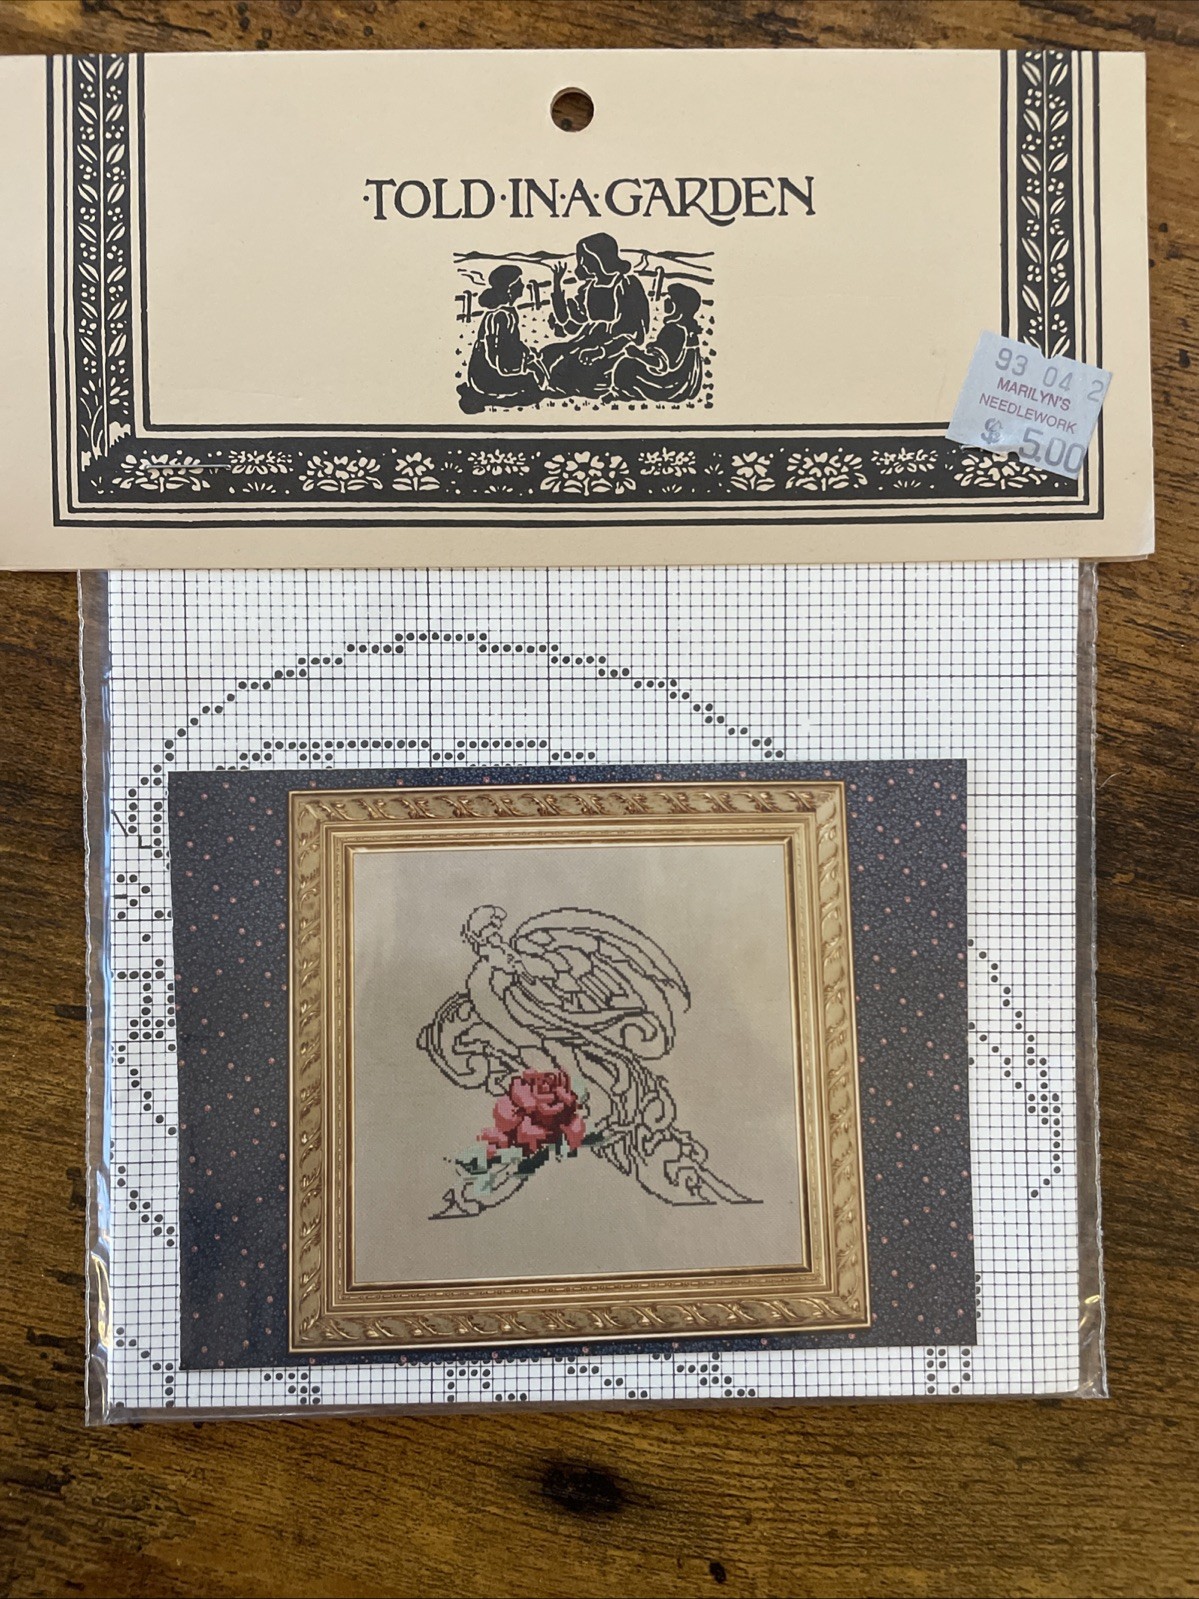 ·TOLD·IN·A·GARDEN
93 04 2
MARILYN'S
NEEDLEWORK
$ 5.00